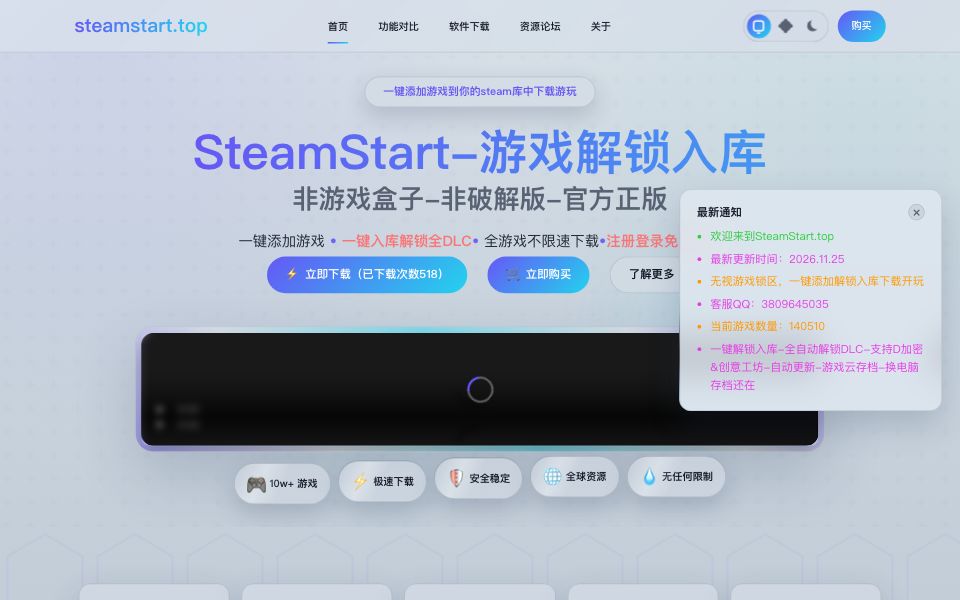 steamstart.top
首页
功能对比
软件下载
资源论坛
关于
购买
一键添加游戏到你的steam库中下载游玩
SteamStart-游戏解锁入库
非游戏盒子-非破解版-官方正版
一键添加游戏 • 一键入库解锁全DLC• 全游戏不限速下载•注册登录免
⚡ 立即下载（已下载次数518）
🛒 立即购买
了解更多
最新通知
• 欢迎来到SteamStart.top
• 最新更新时间：2026.11.25
• 无视游戏锁区，一键添加解锁入库下载开玩
• 客服QQ：3809645035
• 当前游戏数量：140510
• 一键解锁入库-全自动解锁DLC-支持D加密
&创意工坊-自动更新-游戏云存档-换电脑
存档还在
10w+ 游戏
极速下载
安全稳定
全球资源
无任何限制